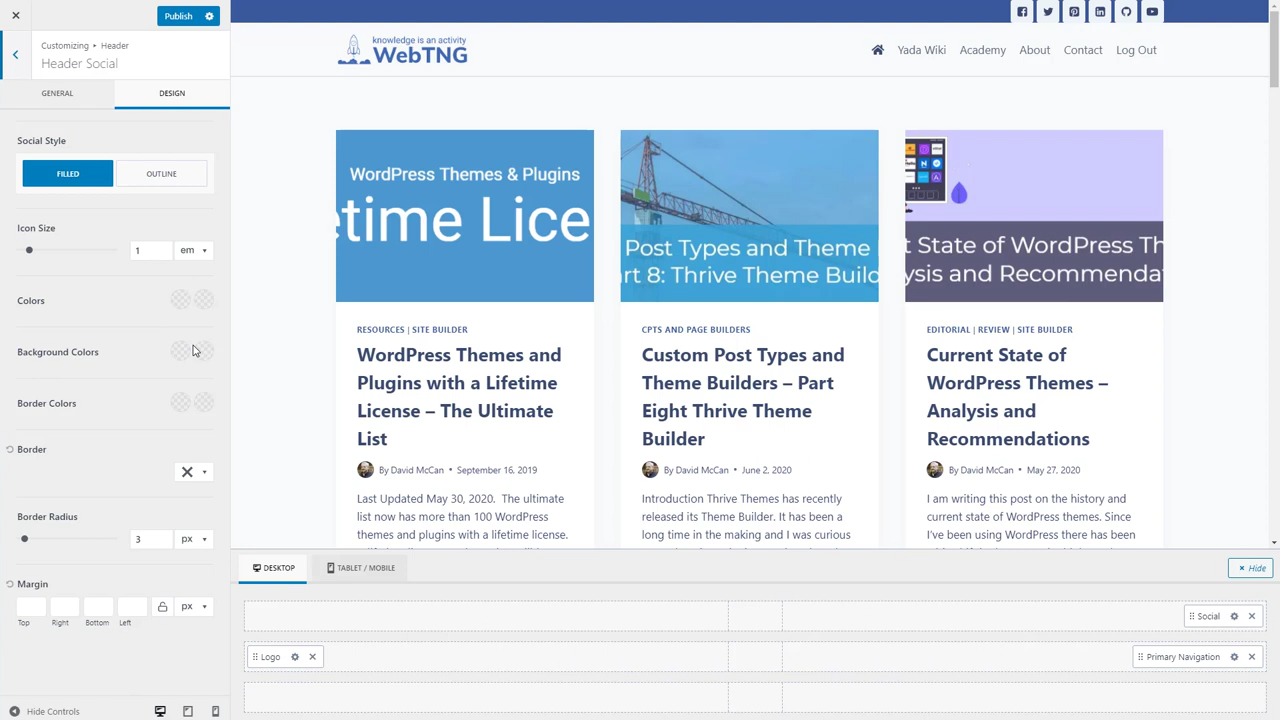 Publish
Customizing ▸ Header
Header Social
GENERAL
DESIGN
Social Style
FILLED
OUTLINE
Icon Size
1
em
Colors
Background Colors
Border Colors
Border
Border Radius
3
px
Margin
px
Top
Right
Bottom
Left
Hide Controls
knowledge is an activity
WebTNG
Yada Wiki
Academy
About
Contact
Log Out
WordPress Themes & Plugins
etime Lice
RESOURCES | SITE BUILDER
WordPress Themes and
Plugins with a Lifetime
License – The Ultimate
List
By David McCan • September 16, 2019
Last Updated May 30, 2020. The ultimate
list now has more than 100 WordPress
themes and plugins with a lifetime license.
Post Types and Theme
rt 8: Thrive Theme Build
CPTS AND PAGE BUILDERS
Custom Post Types and
Theme Builders – Part
Eight Thrive Theme
Builder
By David McCan • June 2, 2020
Introduction Thrive Themes has recently
released its Theme Builder. It has been a
long time in the making and I was curious
t State of WordPress Th
ysis and Recommenda
EDITORIAL | REVIEW | SITE BUILDER
Current State of
WordPress Themes –
Analysis and
Recommendations
By David McCan • May 27, 2020
I am writing this post on the history and
current state of WordPress themes. Since
I've been using WordPress there has been
DESKTOP
TABLET / MOBILE
Hide
Social
Logo
Primary Navigation